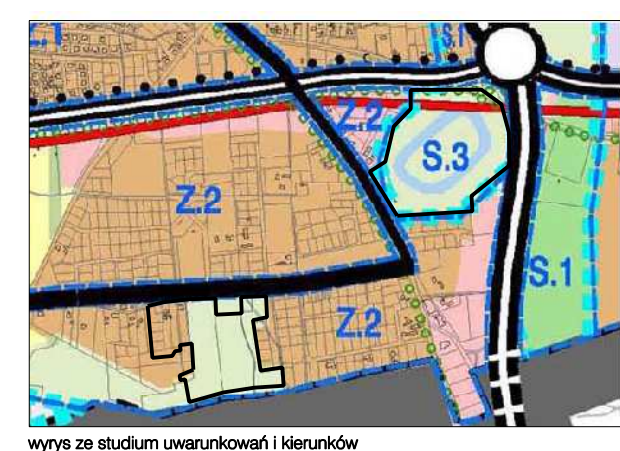 Z.1
s.1
Z.2
S.3
Z.2
S.1
Z.2
wyrys ze studium uwarunkowań i kierunków